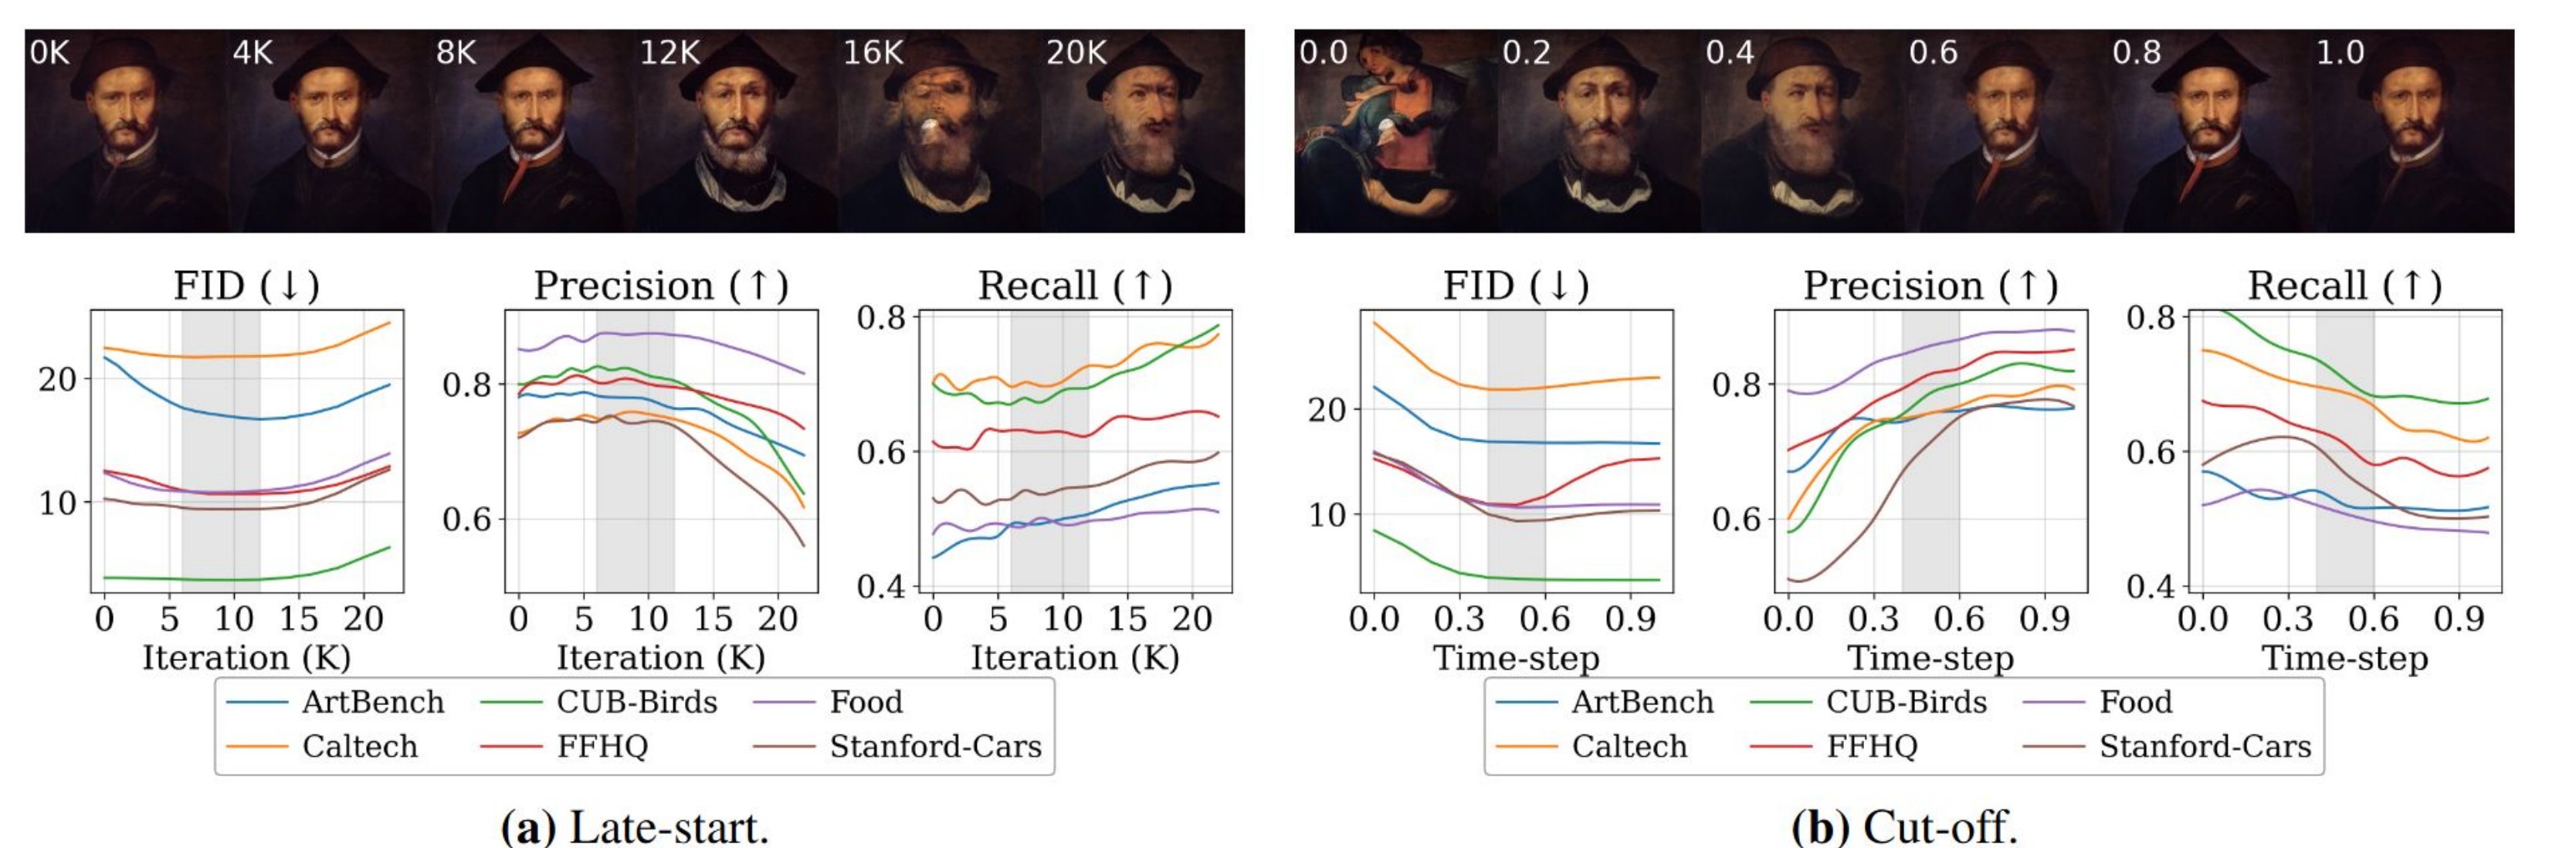 0K 4K 8K 12K 16K 20K
0.0 0.2 0.4 0.6 0.8 1.0
FID (↓)
20
10
0 5 10 15 20
Iteration (K)
Precision (↑)
0.8
0.6
0 5 10 15 20
Iteration (K)
Recall (↑)
0.8
0.6
0.4
0 5 10 15 20
Iteration (K)
ArtBench CUB-Birds Food
Caltech FFHQ Stanford-Cars
(a) Late-start.
FID (↓)
20
10
0.0 0.3 0.6 0.9
Time-step
Precision (↑)
0.8
0.6
0.0 0.3 0.6 0.9
Time-step
Recall (↑)
0.8
0.6
0.4
0.0 0.3 0.6 0.9
Time-step
ArtBench CUB-Birds Food
Caltech FFHQ Stanford-Cars
(b) Cut-off.